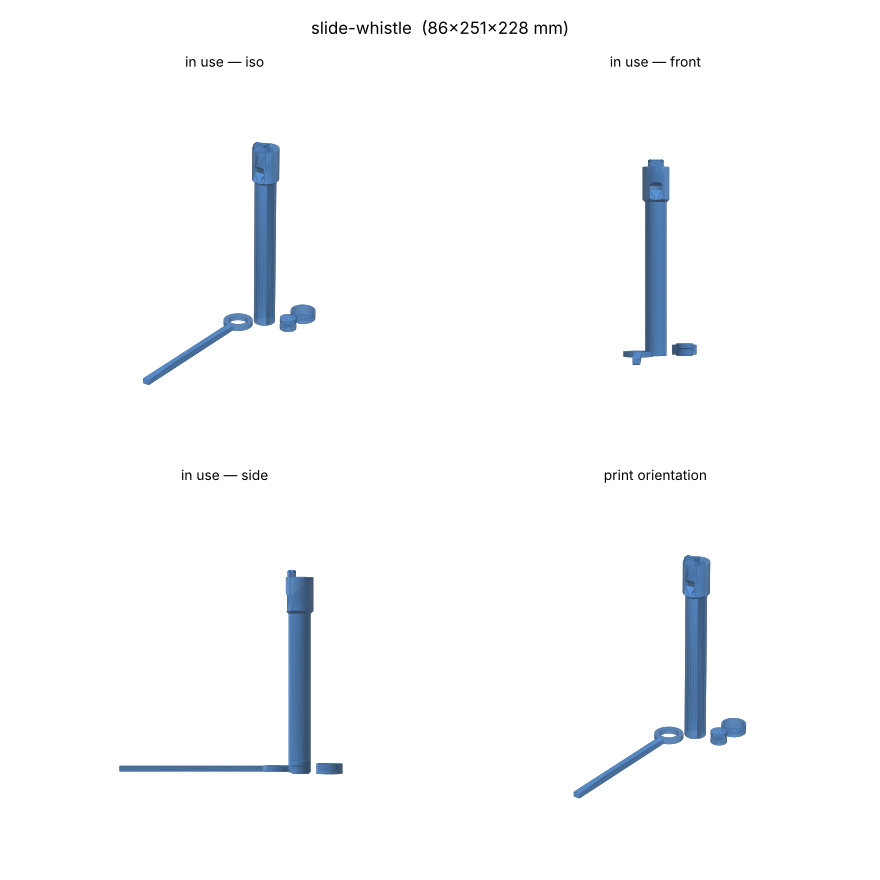 slide-whistle  (86×251×228 mm)
in use — iso
in use — front
in use — side
print orientation